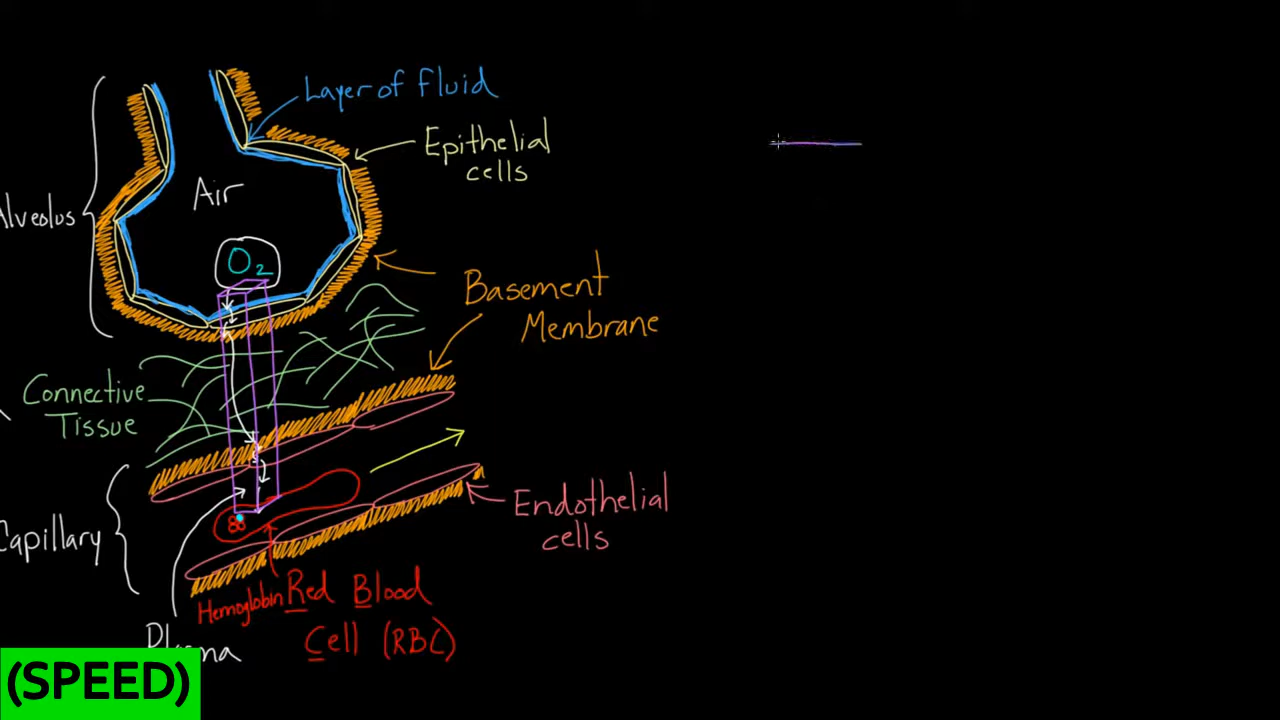 Layer of Fluid
Epithelial
cells
Air
Alveolus
O₂
Basement
Membrane
Connective
Tissue
Endothelial
cells
Capillary
Hemoglobin
Red Blood
Cell (RBC)
Plasma
(SPEED)